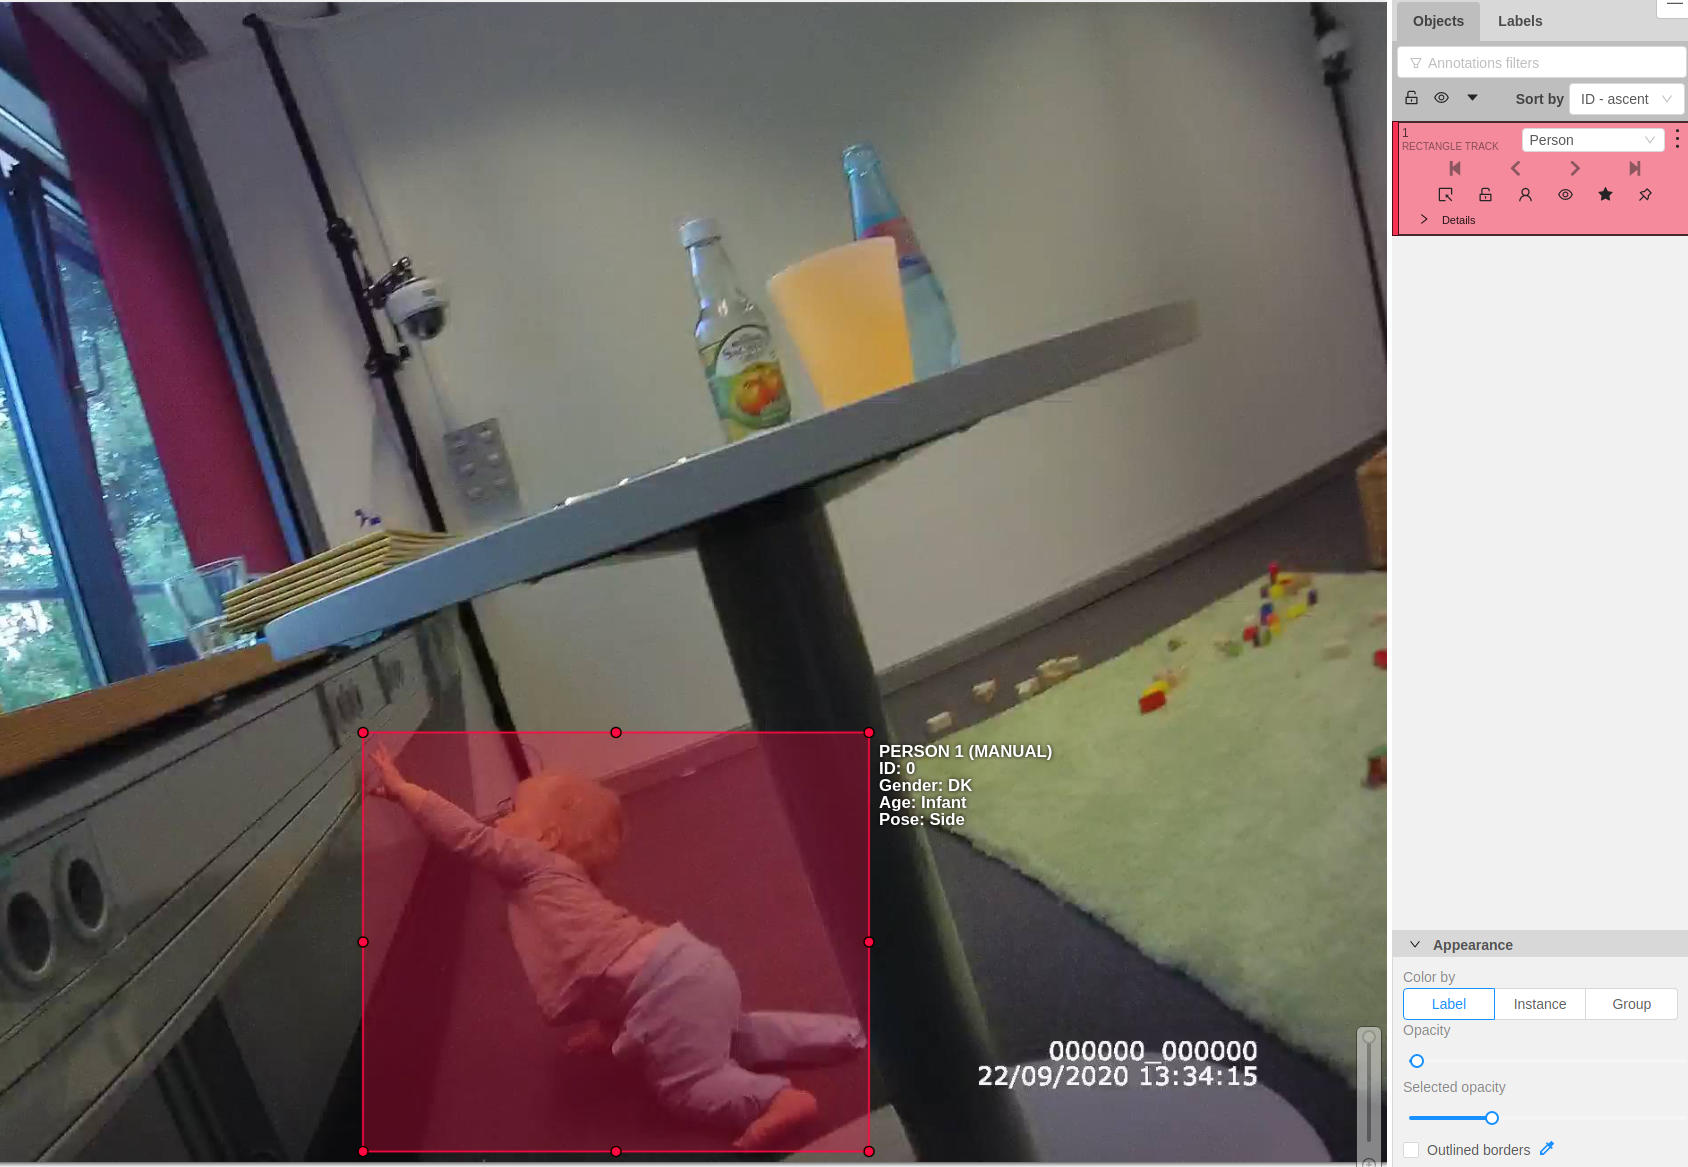 Objects
Labels
Annotations filters
Sort by
ID - ascent
1
RECTANGLE TRACK
Person
Details
PERSON 1 (MANUAL)
ID: 0
Gender: DK
Age: Infant
Pose: Side
000000_000000
22/09/2020 13:34:15
Appearance
Color by
Label
Instance
Group
Opacity
Selected opacity
Outlined borders